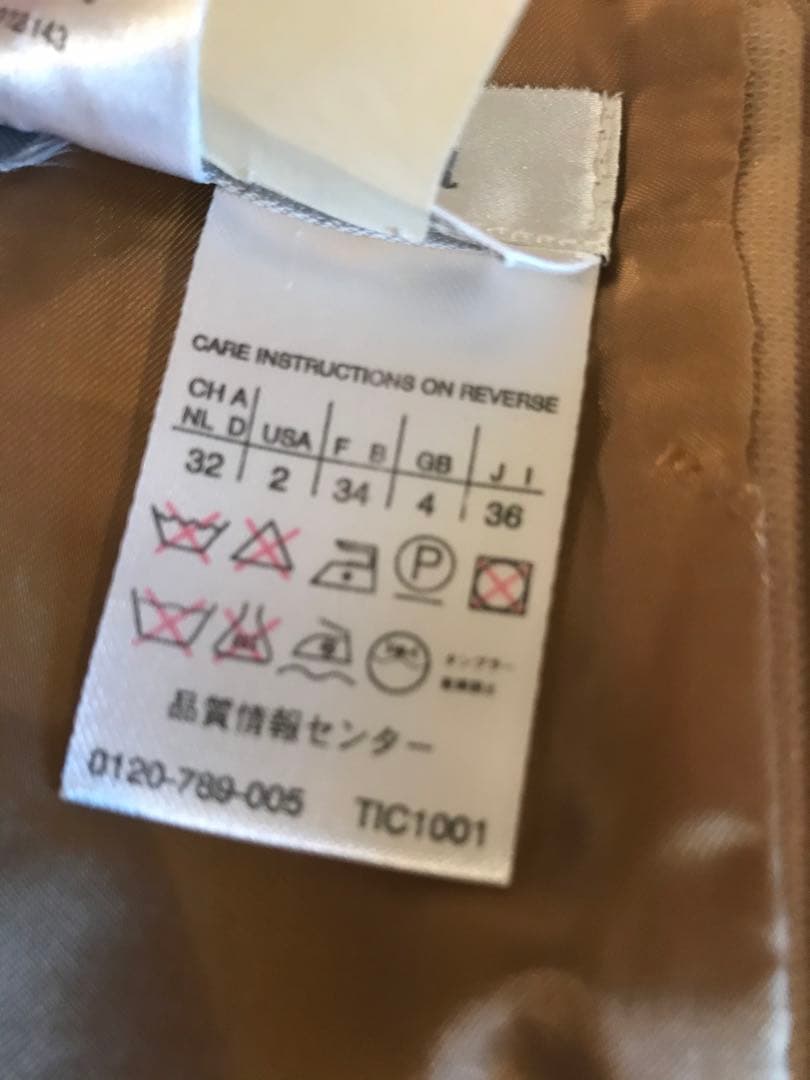 143
CARE INSTRUCTIONS ON REVERSE
CH A
NL D USA F B GB J I
32 2 34 4 36
P
品質情報センター
0120-789-005 TIC1001